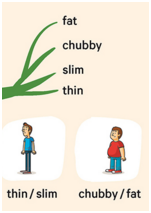 fat
chubby
slim
thin
thin / slim
chubby / fat